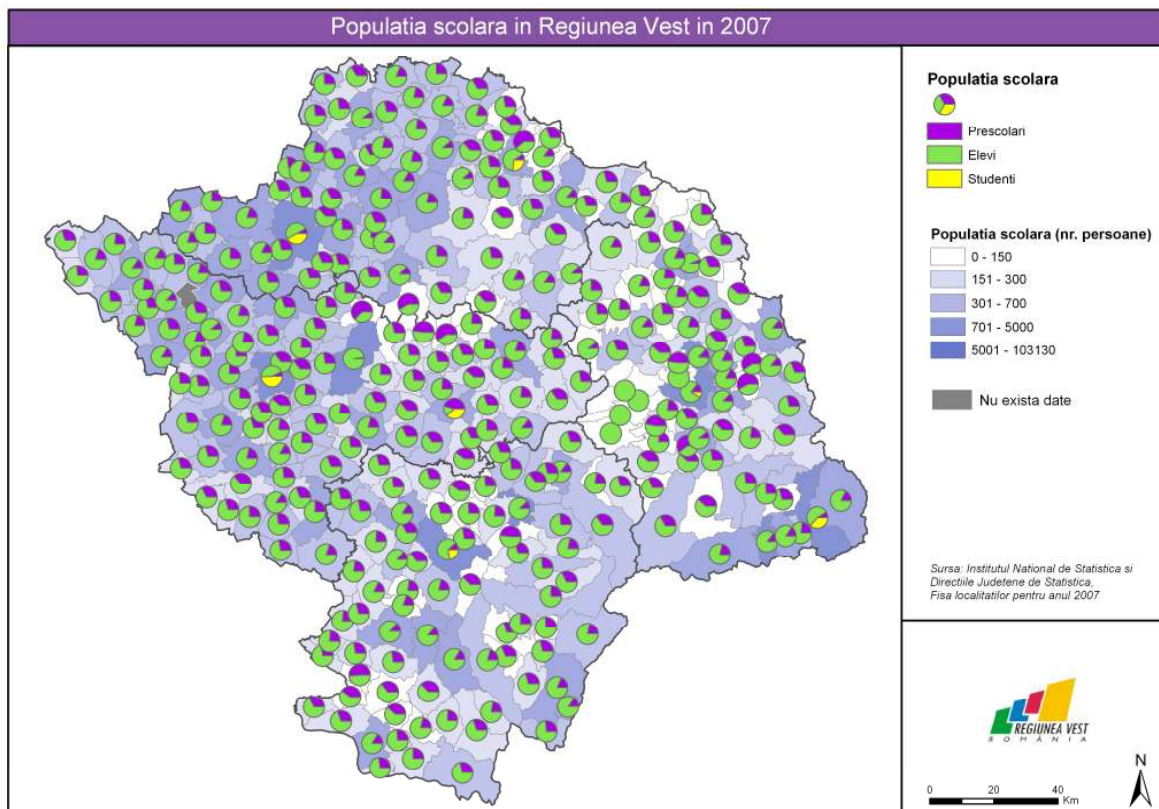 Populatia scolara in Regiunea Vest in 2007
Populatia scolara
Prescolari
Elevi
Studenti
Populatia scolara (nr. persoane)
0 - 150
151 - 300
301 - 700
701 - 5000
5001 - 103130
Nu exista date
Sursa: Institutul National de Statistica si
Directiile Judetene de Statistica,
Fisa localitatilor pentru anul 2007
REGIUNEA VEST
ROMÂNIA
N
0 20 40
Km